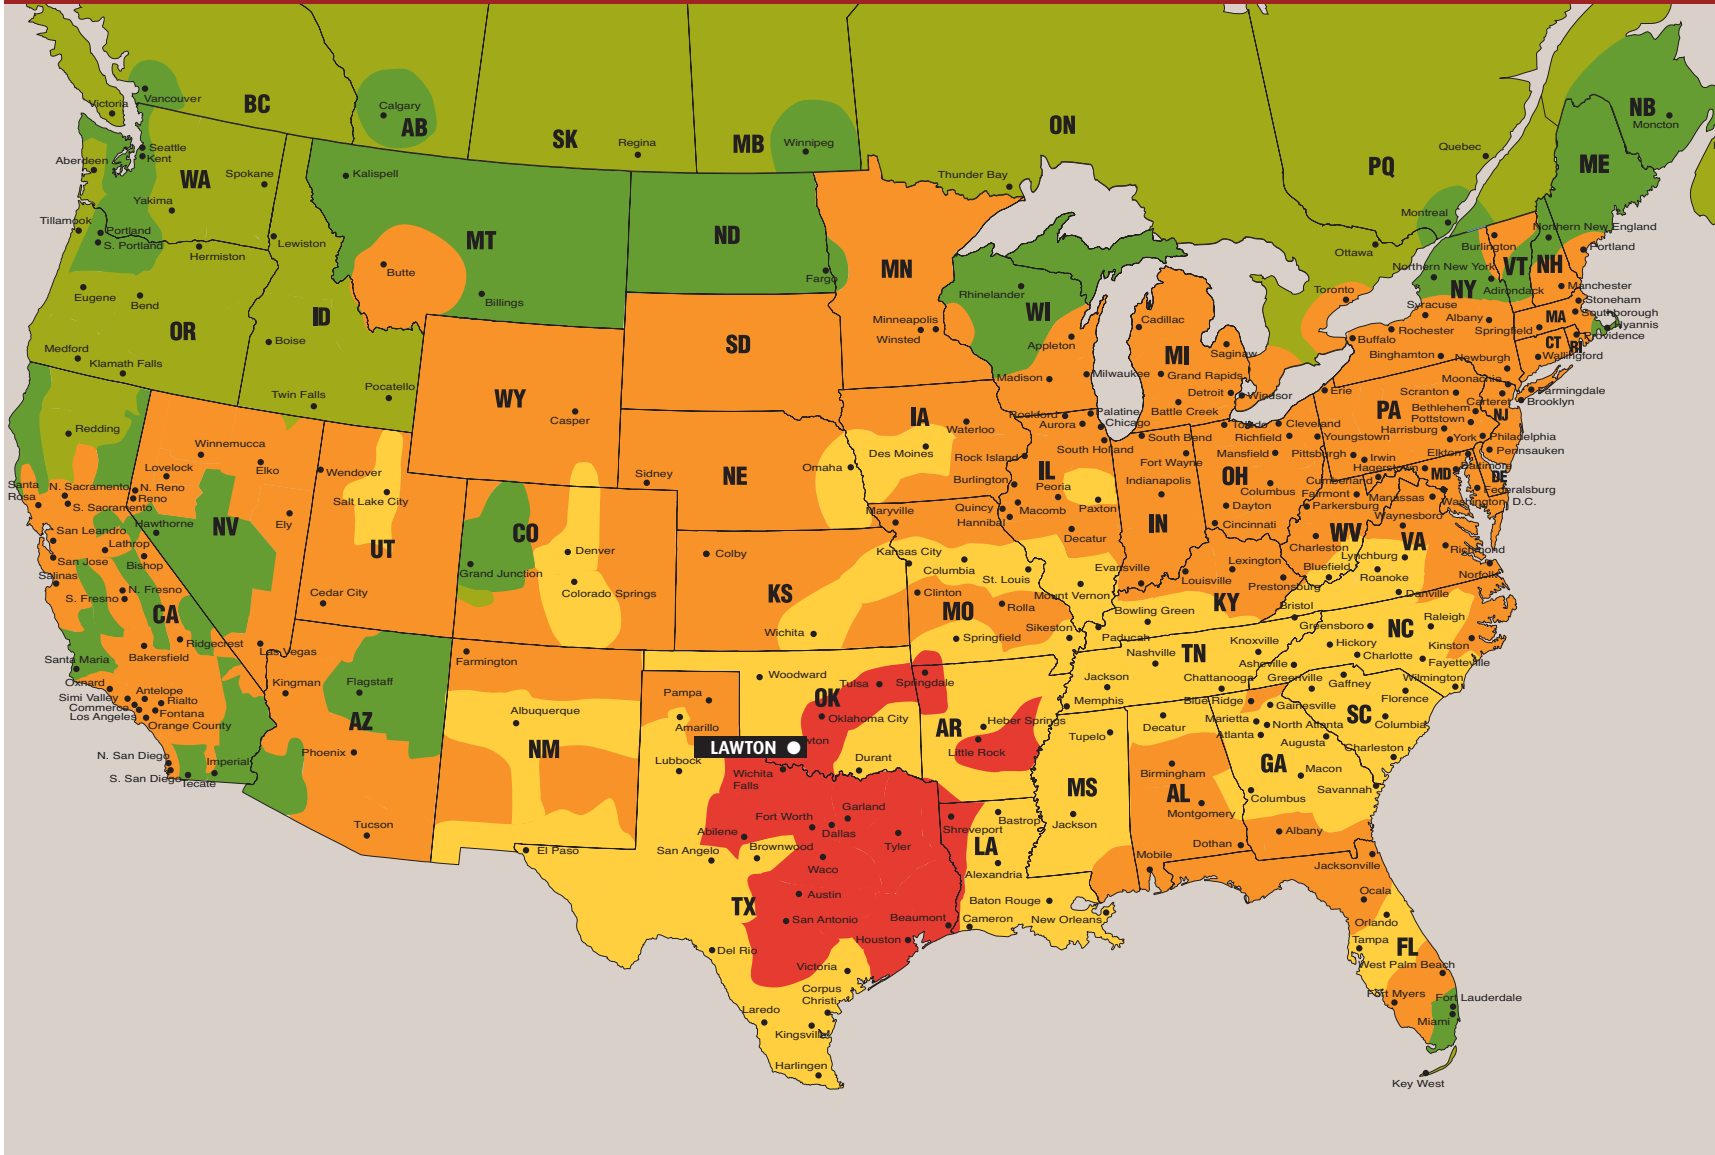 Victoria
Vancouver
BC
Calgary
AB
SK
Regina
MB
Winnipeg
ON
Thunder Bay
PQ
Quebec
Montreal
Ottawa
Toronto
NB
Moncton
ME
Aberdeen
Seattle
Kent
WA
Spokane
Yakima
Tillamook
Portland
S. Portland
Hermiston
Lewiston
Eugene
Bend
OR
Medford
Klamath Falls
ID
Boise
Twin Falls
Pocatello
Kalispell
MT
Butte
Billings
ND
Fargo
MN
Minneapolis
Winsted
SD
WY
Casper
WI
Rhinelander
Appleton
Madison
Milwaukee
MI
Cadillac
Saginaw
Grand Rapids
Detroit
Battle Creek
Windsor
Burlington
VT
NH
Northern New England
Portland
Northern New York
NY
Adirondack
Manchester
Stoneham
Southborough
Hyannis
Providence
MA
CT
RI
Springfield
Wallingford
Syracuse
Albany
Rochester
Buffalo
Binghamton
Newburgh
Moonachie
Farmingdale
Brooklyn
Carteret
NJ
Erie
PA
Scranton
Bethlehem
Pottstown
Harrisburg
York
Philadelphia
Pennsauken
Pittsburgh
Irwin
Elkton
Hagerstown
Baltimore
MD
DE
Cumberland
Federalsburg
Washington, D.C.
Manassas
Fairmont
Parkersburg
WV
Charleston
Waynesboro
VA
Lynchburg
Richmond
Roanoke
Norfolk
Danville
Bluefield
Bristol
Redding
Winnemucca
Lovelock
Elko
N. Reno
Reno
Santa
Rosa
N. Sacramento
S. Sacramento
Hawthorne
NV
Ely
San Leandro
Lathrop
San Jose
Bishop
Salinas
N. Fresno
S. Fresno
CA
Ridgecrest
Bakersfield
Las Vegas
Santa Maria
Oxnard
Simi Valley
Commerce
Los Angeles
Antelope
Rialto
Fontana
Orange County
N. San Diego
S. San Diego
Tecate
Imperial
Wendover
Salt Lake City
UT
Cedar City
Kingman
Flagstaff
AZ
Phoenix
Tucson
CO
Denver
Grand Junction
Colorado Springs
Farmington
Albuquerque
NM
Sidney
NE
Omaha
IA
Waterloo
Des Moines
Rock Island
Burlington
Rockford
Aurora
Palatine
Chicago
South Holland
IL
Peoria
Macomb
Paxton
Quincy
Hannibal
Decatur
Mount Vernon
South Bend
Fort Wayne
Indianapolis
IN
Evansville
Toledo
Cleveland
Richfield
Youngstown
Mansfield
OH
Columbus
Dayton
Cincinnati
Colby
KS
Wichita
Maryville
Kansas City
Columbia
St. Louis
Clinton
MO
Rolla
Springfield
Sikeston
Lexington
Louisville
Prestonsburg
KY
Bowling Green
Paducah
TN
Nashville
Knoxville
Jackson
Memphis
Chattanooga
Greensboro
Raleigh
NC
Hickory
Charlotte
Kinston
Fayetteville
Asheville
Wilmington
Greenville
Gaffney
Florence
SC
Columbia
Charleston
Blue Ridge
Gainesville
Marietta
North Atlanta
Atlanta
Augusta
GA
Macon
Columbus
Savannah
Albany
Woodward
Tulsa
OK
Oklahoma City
LAWTON
wton
Durant
Springdale
AR
Heber Springs
Little Rock
Pampa
Amarillo
Lubbock
Wichita
Falls
Abilene
Fort Worth
Garland
Dallas
Tyler
San Angelo
Brownwood
Waco
El Paso
TX
Austin
San Antonio
Beaumont
Houston
Del Rio
Victoria
Corpus
Christi
Laredo
Kingsville
Harlingen
Shreveport
Bastrop
LA
Alexandria
Baton Rouge
Cameron
New Orleans
Tupelo
MS
Jackson
Decatur
Birmingham
AL
Montgomery
Dothan
Mobile
Jacksonville
Ocala
Orlando
Tampa
FL
West Palm Beach
Fort Myers
Fort Lauderdale
Miami
Key West